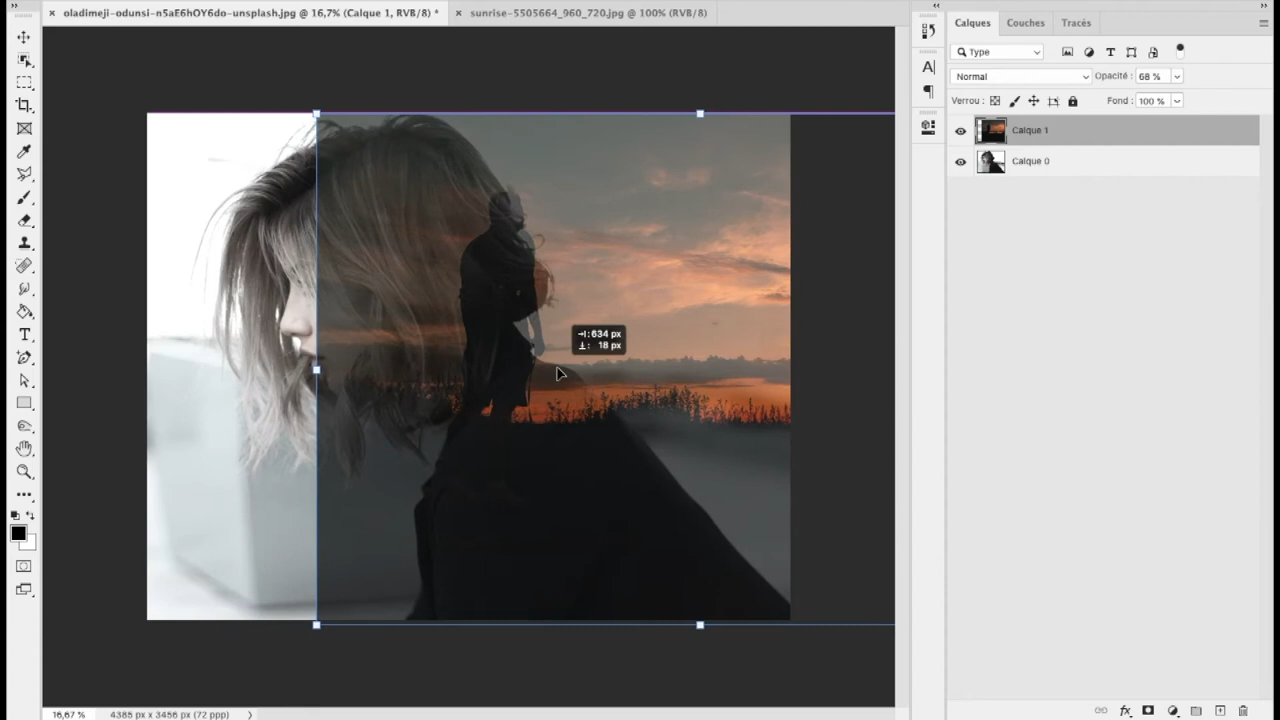 oladimeji-odunsi-n5aE6hOY6do-unsplash.jpg @ 16,7% (Calque 1, RVB/8) *
sunrise-5505664_960_720.jpg @ 100% (RVB/8)
Calques
Couches
Tracés
Type
Normal
Opacité : 68 %
Verrou :
Fond : 100 %
Calque 1
Calque 0
634 px
18 px
16,67 %
4385 px x 3456 px (72 ppp)